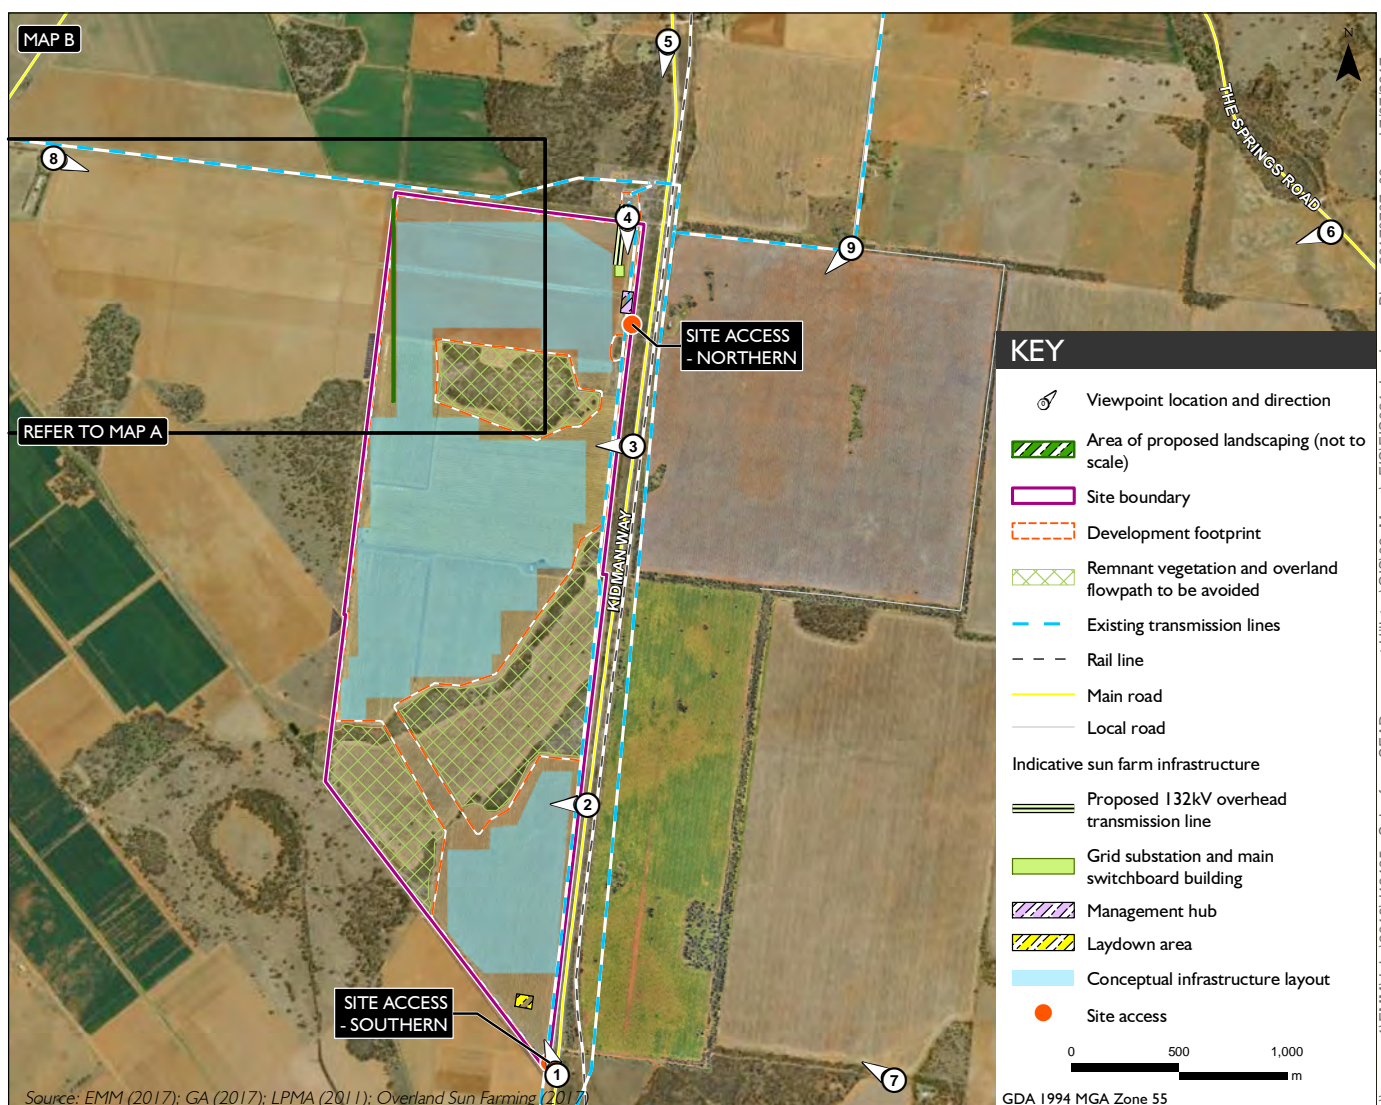 MAP B
5
N
THE SPRINGS ROAD
8
4
6
9
SITE ACCESS
- NORTHERN
KEY
Viewpoint location and direction
REFER TO MAP A
3
Area of proposed landscaping (not to
scale)
Site boundary
KIDMAN WAY
Development footprint
Remnant vegetation and overland
flowpath to be avoided
Existing transmission lines
Rail line
Main road
Local road
Indicative sun farm infrastructure
2
Proposed 132kV overhead
transmission line
Grid substation and main
switchboard building
Management hub
Laydown area
Conceptual infrastructure layout
SITE ACCESS
- SOUTHERN
Site access
1
7
0 500 1,000
m
Source: EMM (2017); GA (2017); LPMA (2011); Overland Sun Farming (2017)
GDA 1994 MGA Zone 55